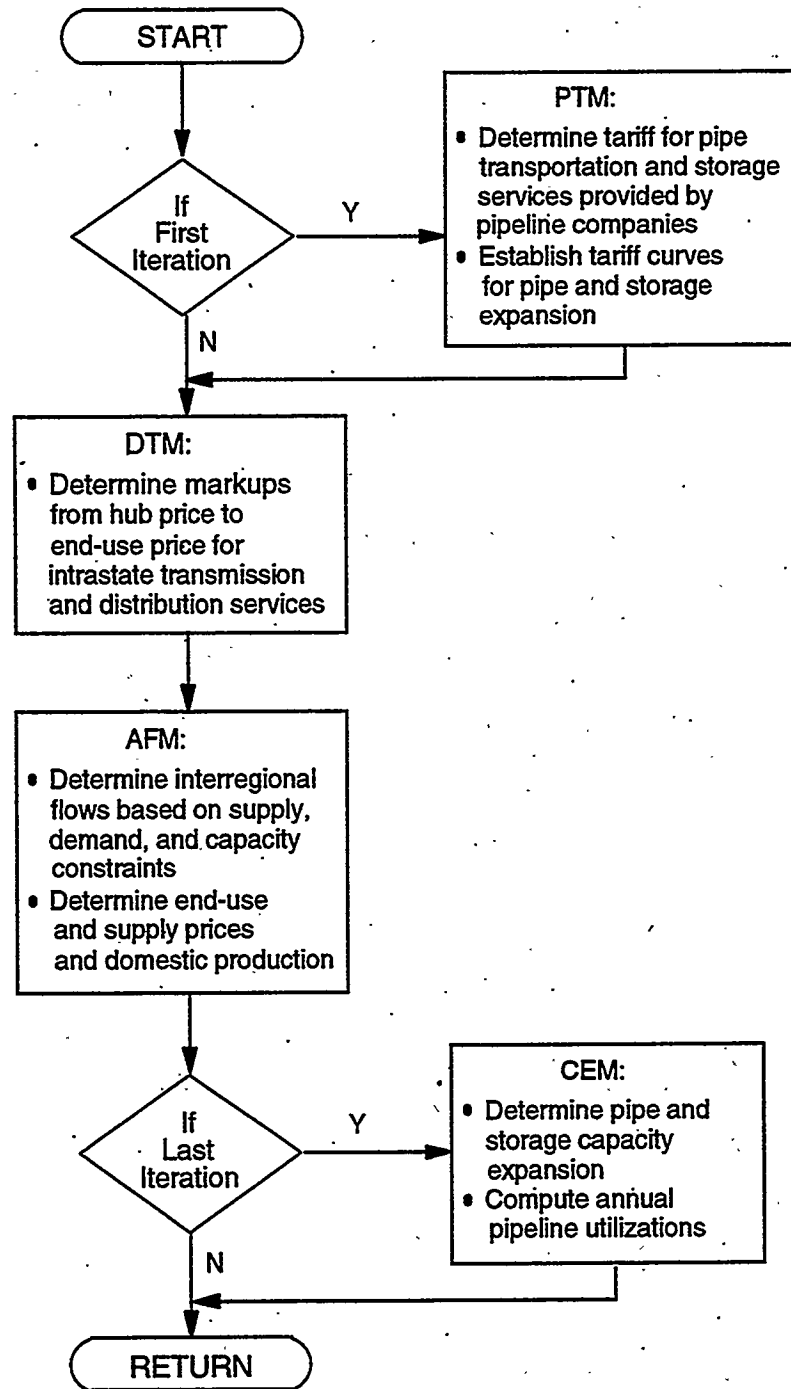 START
If
First
Iteration
Y
PTM:
• Determine tariff for pipe
transportation and storage
services provided by
pipeline companies
• Establish tariff curves
for pipe and storage
expansion
N
DTM:
• Determine markups
from hub price to
end-use price for
intrastate transmission
and distribution services
AFM:
• Determine interregional
flows based on supply,
demand, and capacity
constraints
• Determine end-use
and supply prices
and domestic production
If
Last
Iteration
Y
CEM:
• Determine pipe and
storage capacity
expansion
• Compute annual
pipeline utilizations
N
RETURN